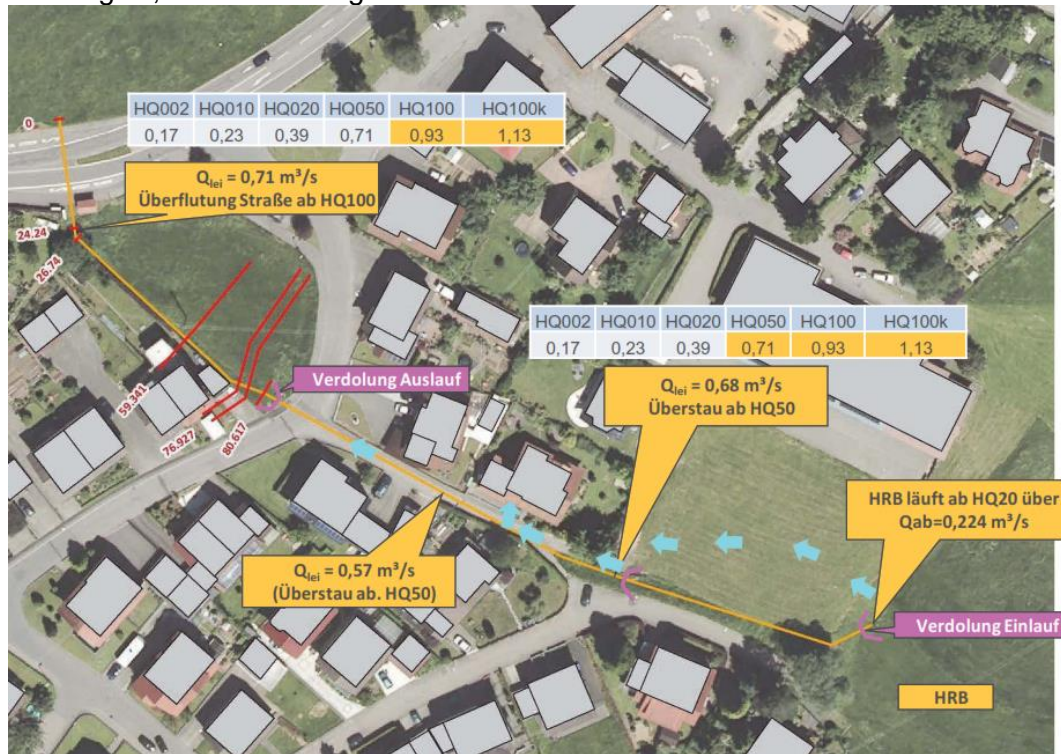 0
HQ002 HQ010 HQ020 HQ050 HQ100 HQ100k
0,17 0,23 0,39 0,71 0,93 1,13
Qlei = 0,71 m³/s
Überflutung Straße ab HQ100
24.24
26.74
HQ002 HQ010 HQ020 HQ050 HQ100 HQ100k
0,17 0,23 0,39 0,71 0,93 1,13
Verdolung Auslauf
Qlei = 0,68 m³/s
Überstau ab HQ50
59.341
76.927
80.617
HRB läuft ab HQ20 über
Qab=0,224 m³/s
Qlei = 0,57 m³/s
(Überstau ab. HQ50)
Verdolung Einlauf
HRB